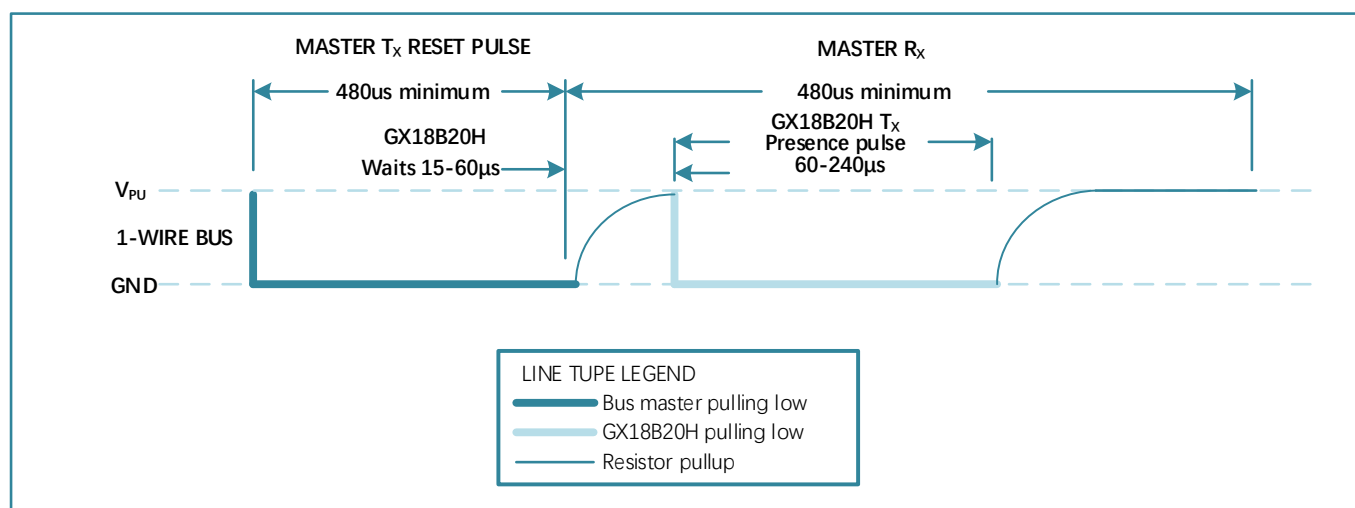 MASTER TX RESET PULSE
MASTER RX
480us minimum
480us minimum
GX18B20H
Waits 15-60μs
GX18B20H TX
Presence pulse
60-240μs
VPU
1-WIRE BUS
GND
LINE TUPE LEGEND
Bus master pulling low
GX18B20H pulling low
Resistor pullup